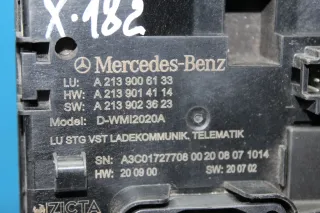 X-182
Mercedes-Benz
LU: A 213 900 61 33
HW: A 213 901 41 14
SW: A 213 902 36 23
Model: D-WMI2020A
LU STG VST LADEKOMMUNIK, TELEMATIK
SN: A3C01727708 00 20 08 07 1014
HW: 20 09 00 SW: 20 07 02
ZICTA